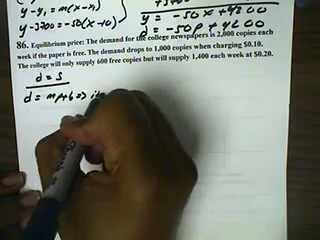 y-y₁ = m(x-x₁)
y-3700 = -50(x-40)
y = -50x+4200
d = -50p+4200
86. Equilibrium price: The demand for the college newspapers is 2,000 copies each
week if the paper is free. The demand drops to 1,000 copies when charging $0.10.
The college will only supply 600 free copies but will supply 1,400 each week at $0.20.
d = s
d = mp+b ⇒